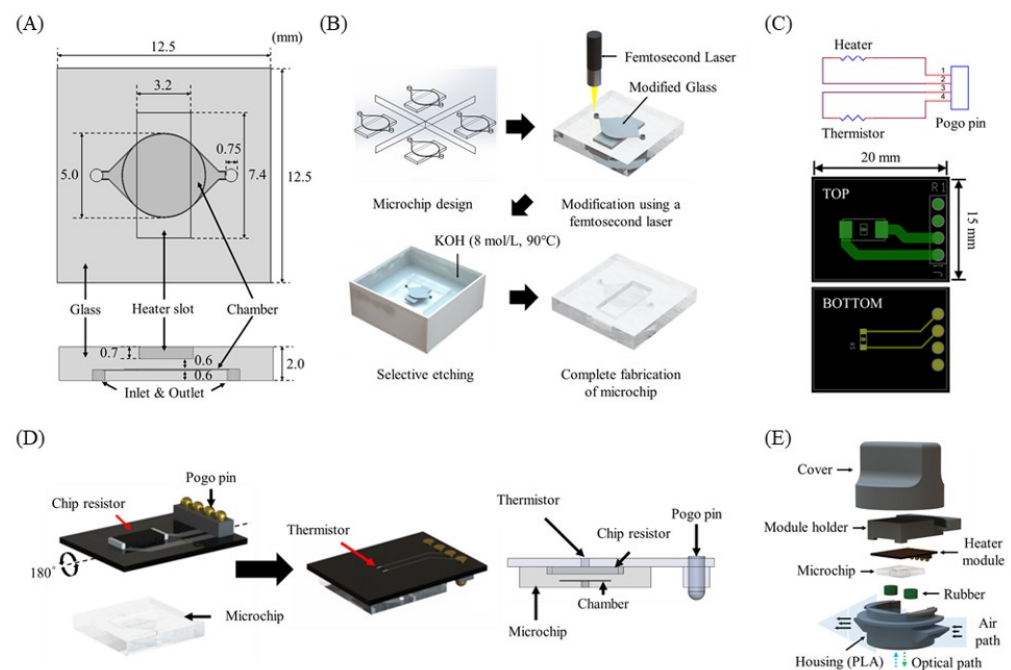 (A)
(mm)
12.5
3.2
0.75
5.0
7.4
12.5
Glass
Heater slot
Chamber
0.7
0.6
0.6
2.0
Inlet & Outlet
(B)
Femtosecond Laser
Modified Glass
Microchip design
Modification using a
femtosecond laser
KOH (8 mol/L, 90°C)
Selective etching
Complete fabrication
of microchip
(C)
Heater
1
2
3
4
Thermistor
Pogo pin
20 mm
TOP
R1
15 mm
BOTTOM
(D)
Pogo pin
Chip resistor
180°
Microchip
Thermistor
Thermistor
Chip resistor
Pogo pin
Chamber
Microchip
(E)
Cover
Module holder
Heater
module
Microchip
Rubber
Air
path
Housing (PLA)
Optical path